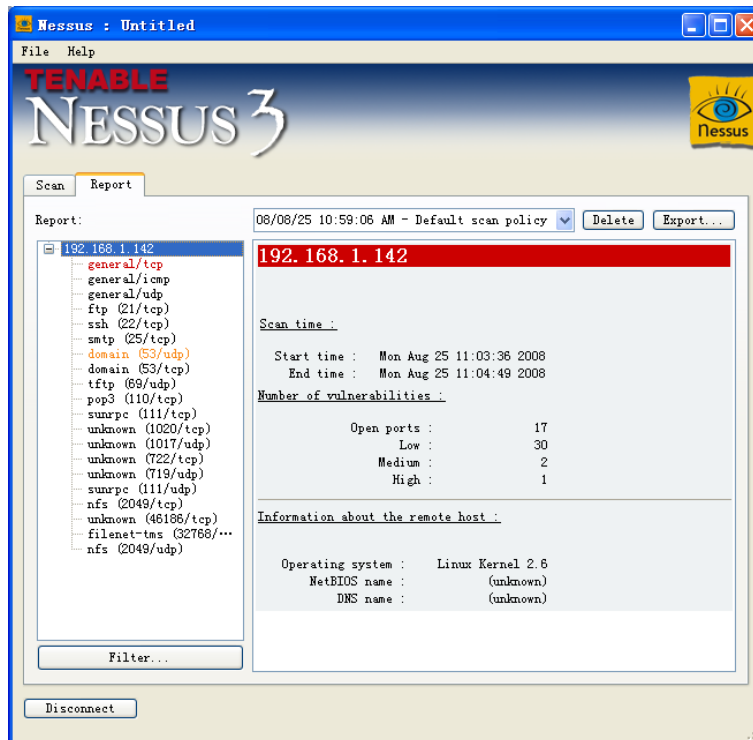 Nessus : Untitled
File Help
TENABLE
NESSUS 3
Nessus
Scan Report
Report: 08/08/25 10:59:06 AM - Default scan policy Delete Export...
192.168.1.142
general/tcp
general/icmp
general/udp
ftp (21/tcp)
ssh (22/tcp)
smtp (25/tcp)
domain (53/udp)
domain (53/tcp)
tftp (69/udp)
pop3 (110/tcp)
sunrpc (111/tcp)
unknown (1020/tcp)
unknown (1017/udp)
unknown (722/tcp)
unknown (719/udp)
sunrpc (111/udp)
nfs (2049/tcp)
unknown (46186/tcp)
filenet-tms (32768/...
nfs (2049/udp)
Filter...
192.168.1.142
Scan time :
Start time : Mon Aug 25 11:03:36 2008
End time : Mon Aug 25 11:04:49 2008
Number of vulnerabilities :
Open ports : 17
Low : 30
Medium : 2
High : 1
Information about the remote host :
Operating system : Linux Kernel 2.6
NetBIOS name : (unknown)
DNS name : (unknown)
Disconnect